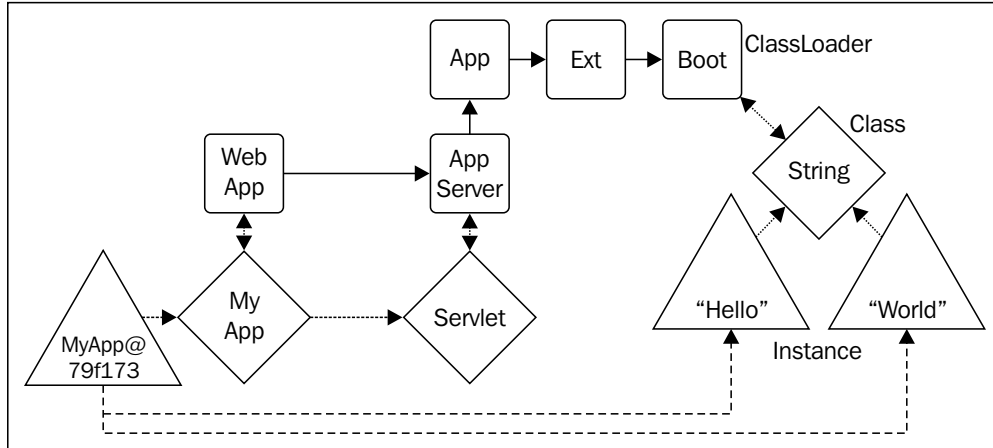 App
Ext
Boot
ClassLoader
Web
App
App
Server
Class
String
My
App
Servlet
MyApp@
79f173
“Hello”
“World”
Instance